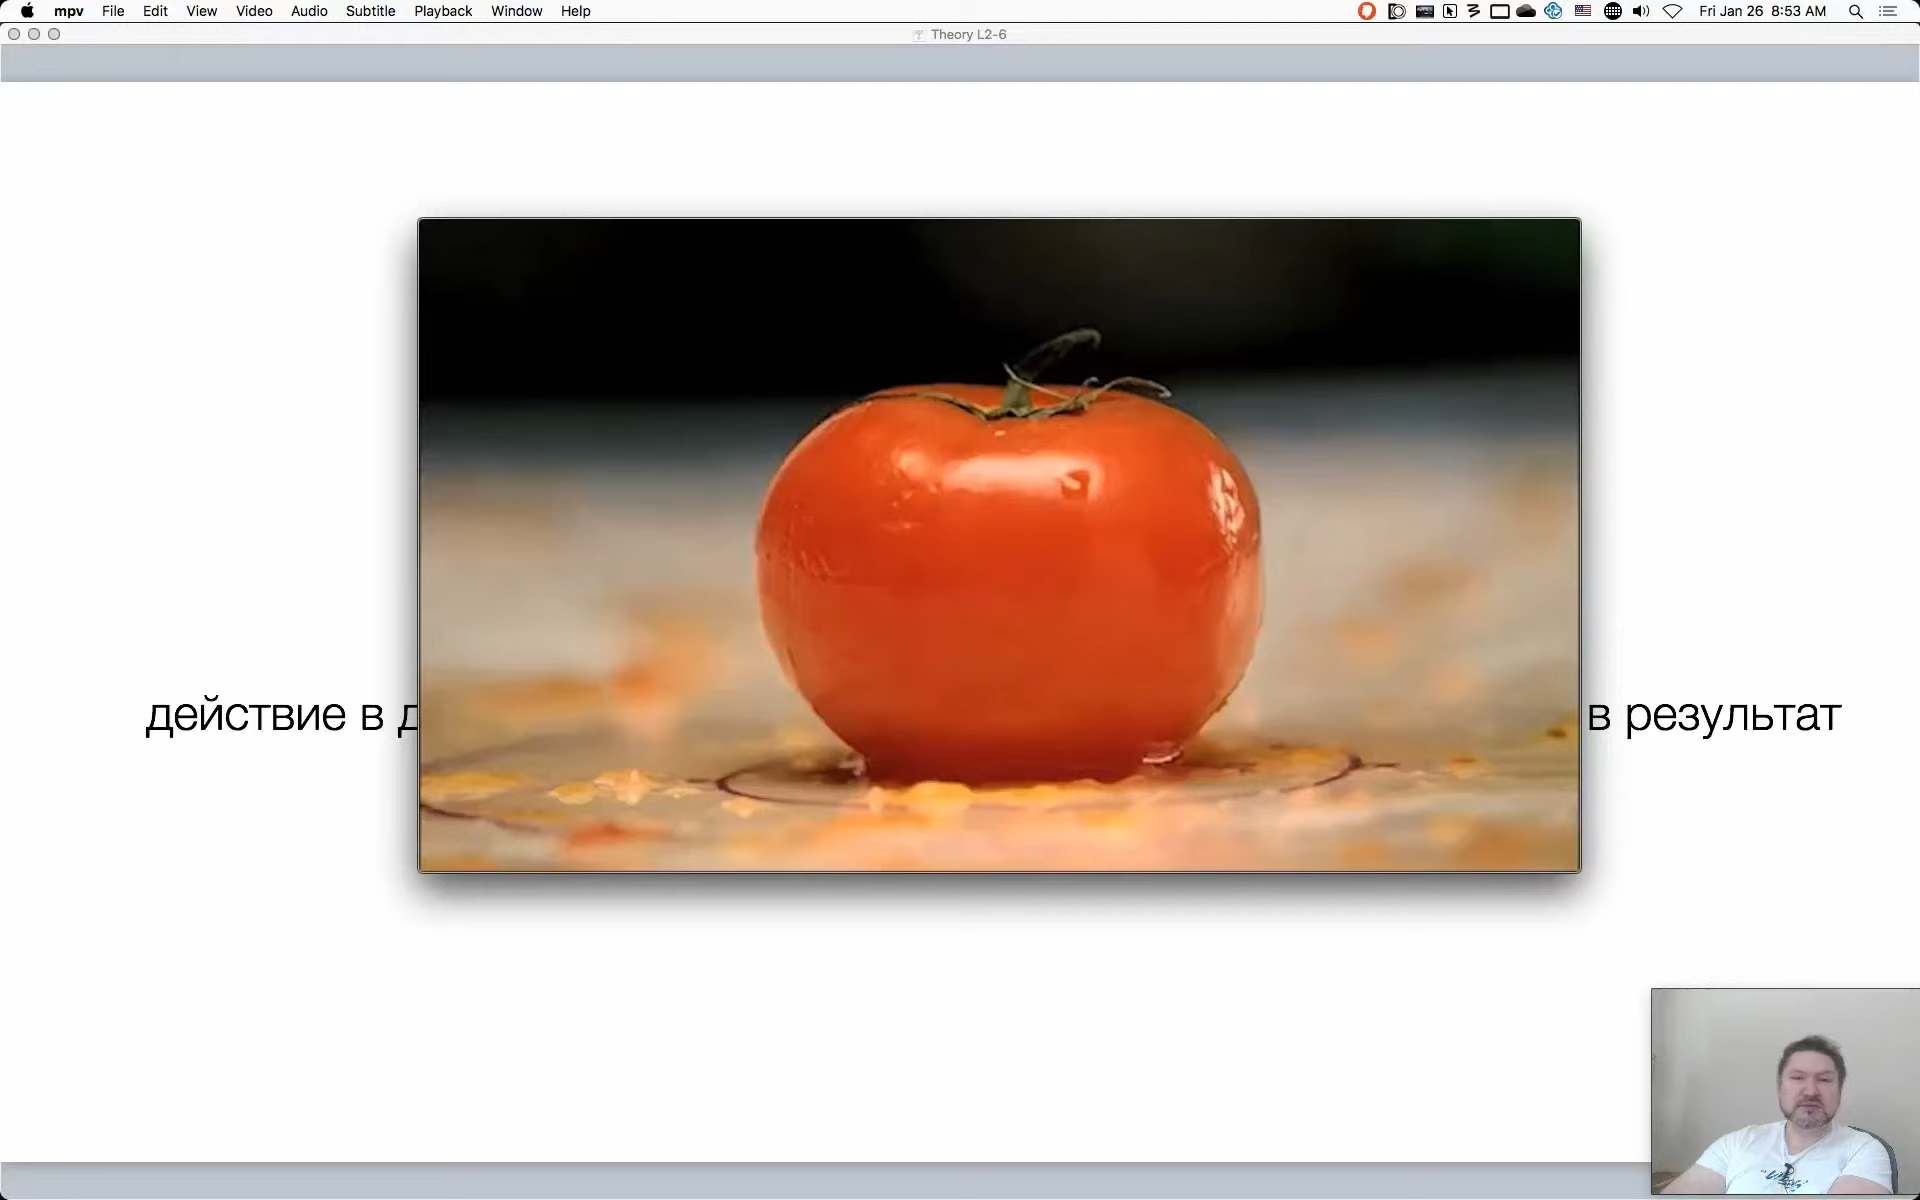 mpv File Edit View Video Audio Subtitle Playback Window Help Fri Jan 26 8:53 AM
Theory L2-6
действие в
в результат